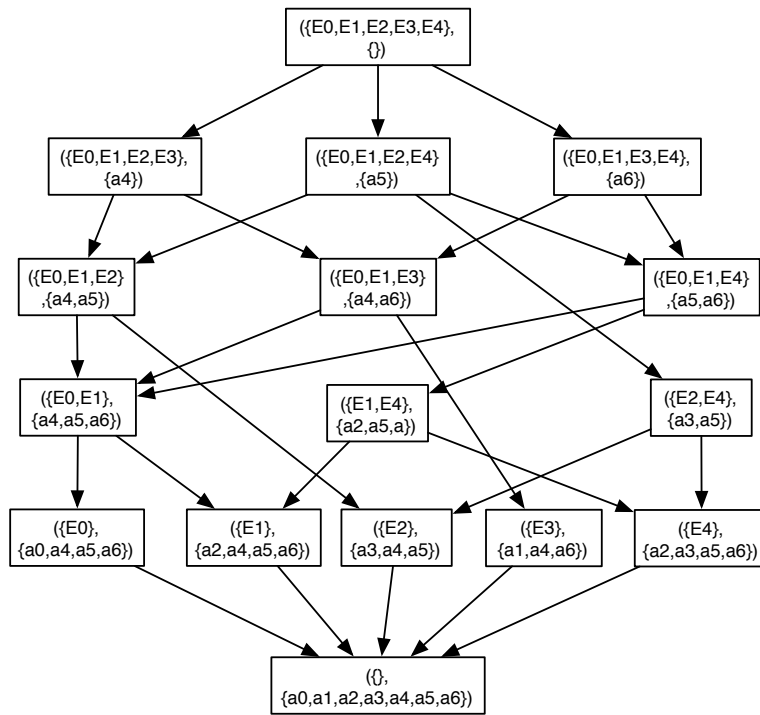 ({E0,E1,E2,E3,E4},
{})
({E0,E1,E2,E3},
{a4})
({E0,E1,E2,E4}
,{a5})
({E0,E1,E3,E4},
{a6})
({E0,E1,E2}
,{a4,a5})
({E0,E1,E3}
,{a4,a6})
({E0,E1,E4}
,{a5,a6})
({E0,E1},
{a4,a5,a6})
({E1,E4},
{a2,a5,a})
({E2,E4},
{a3,a5})
({E0},
{a0,a4,a5,a6})
({E1},
{a2,a4,a5,a6})
({E2},
{a3,a4,a5})
({E3},
{a1,a4,a6})
({E4},
{a2,a3,a5,a6})
({},
{a0,a1,a2,a3,a4,a5,a6})